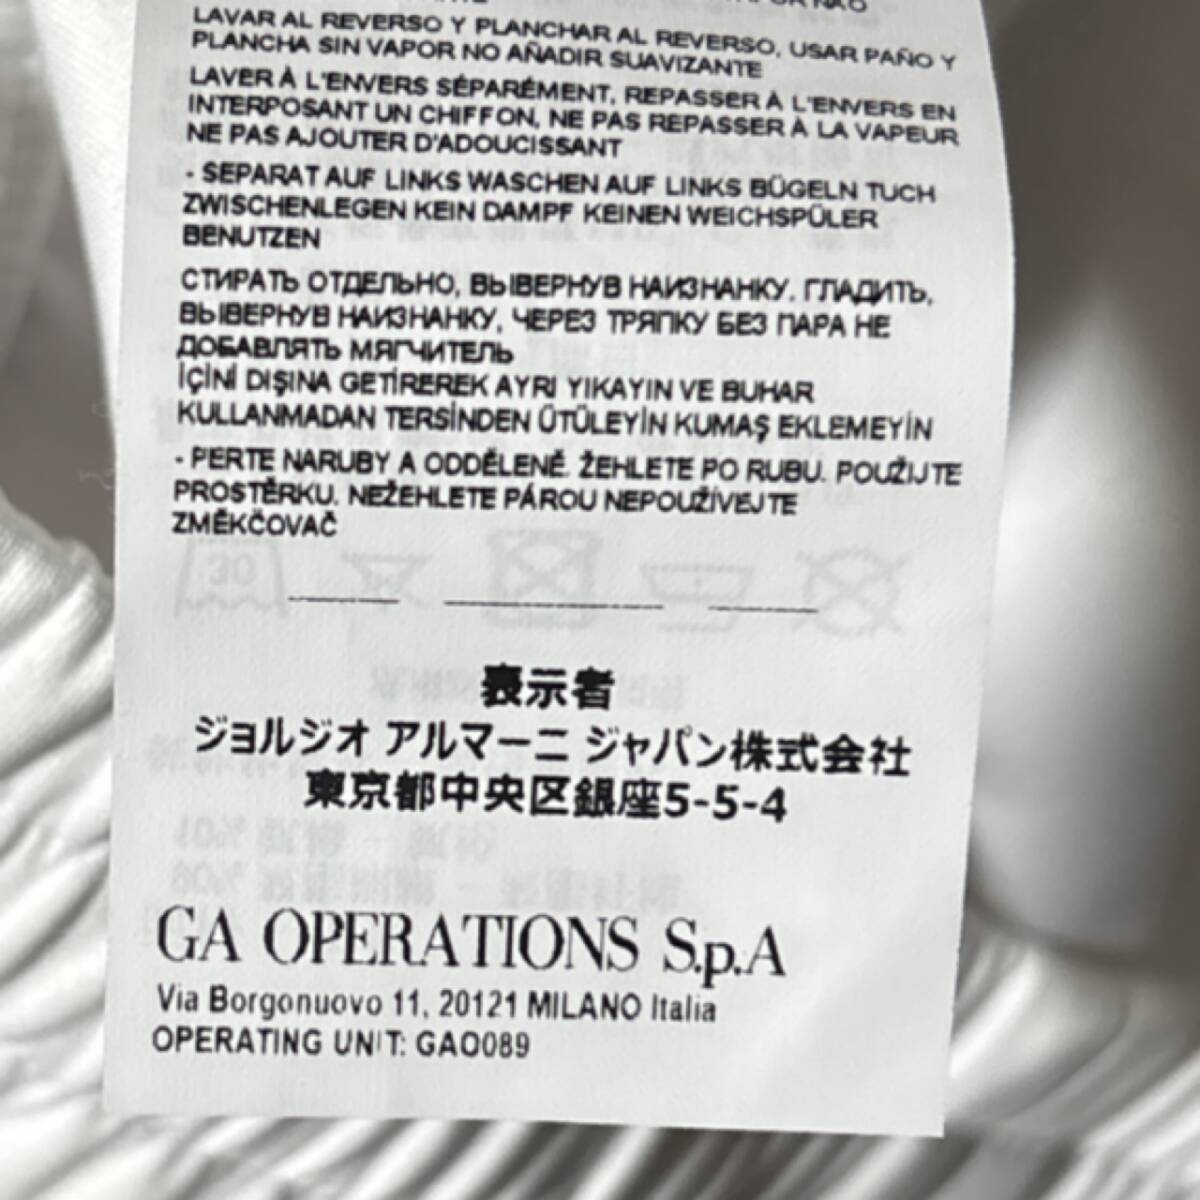 LAVAR AL REVERSO Y PLANCHAR AL REVERSO, USAR PAÑO Y
PLANCHA SIN VAPOR NO AÑADIR SUAVIZANTE
LAVER À L'ENVERS SÉPARÉMENT, REPASSER À L'ENVERS EN
INTERPOSANT UN CHIFFON, NE PAS REPASSER À LA VAPEUR
NE PAS AJOUTER D'ADOUCISSANT
- SEPARAT AUF LINKS WASCHEN AUF LINKS BÜGELN TUCH
ZWISCHENLEGEN KEIN DAMPF KEINEN WEICHSPÜLER
BENUTZEN
СТИРАТЬ ОТДЕЛЬНО, ВЫВЕРНУВ НАИЗНАНКУ. ГЛАДИТЬ,
ВЫВЕРНУВ НАИЗНАНКУ, ЧЕРЕЗ ТРЯПКУ БЕЗ ПАРА НЕ
ДОБАВЛЯТЬ МЯГЧИТЕЛЬ
İÇİNİ DIŞINA GETİREREK AYRI YIKAYIN VE BUHAR
KULLANMADAN TERSİNDEN ÜTÜLEYİN KUMAŞ EKLEMEYİN
- PERTE NARUBY A ODDĚLENĚ. ŽEHLETE PO RUBU. POUŽIJTE
PROSTĚRKU. NEŽEHLETE PÁROU NEPOUŽÍVEJTE
ZMĚKČOVAČ
30
表示者
ジョルジオ アルマーニ ジャパン株式会社
東京都中央区銀座5-5-4
GA OPERATIONS S.p.A
Via Borgonuovo 11, 20121 MILANO Italia
OPERATING UNIT: GAO089